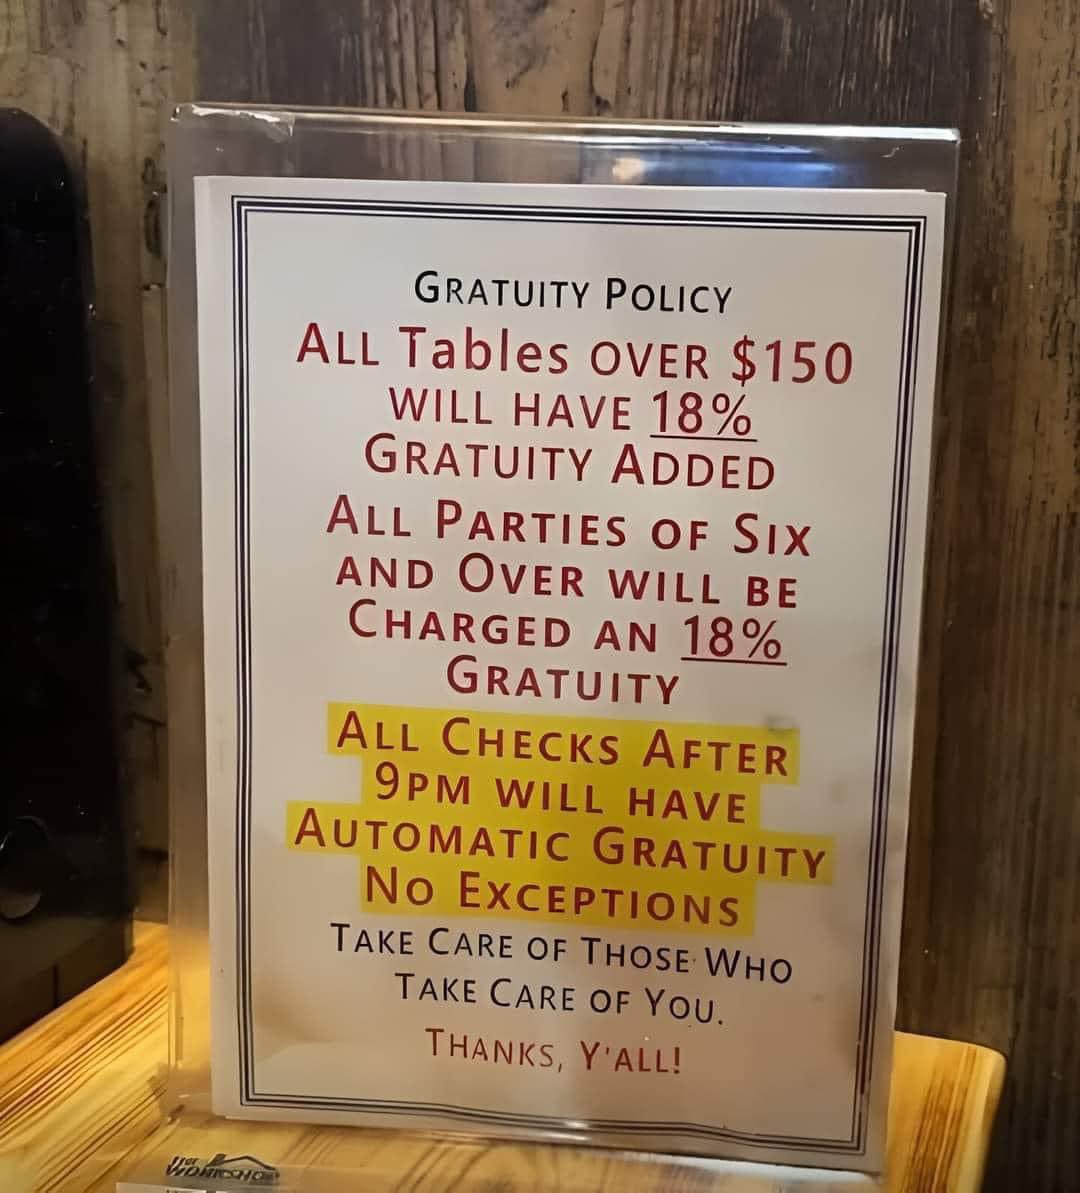 GRATUITY POLICY
ALL Tables OVER $150
WILL HAVE 18%
GRATUITY ADDED
ALL PARTIES OF SIX
AND OVER WILL BE
CHARGED AN 18%
GRATUITY
ALL CHECKS AFTER
9PM WILL HAVE
AUTOMATIC GRATUITY
NO EXCEPTIONS
TAKE CARE OF THOSE WHO
TAKE CARE OF YOU.
THANKS, Y'ALL!